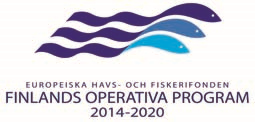 EUROPEISKA HAVS- OCH FISKERIFONDEN
FINLANDS OPERATIVA PROGRAM
2014-2020